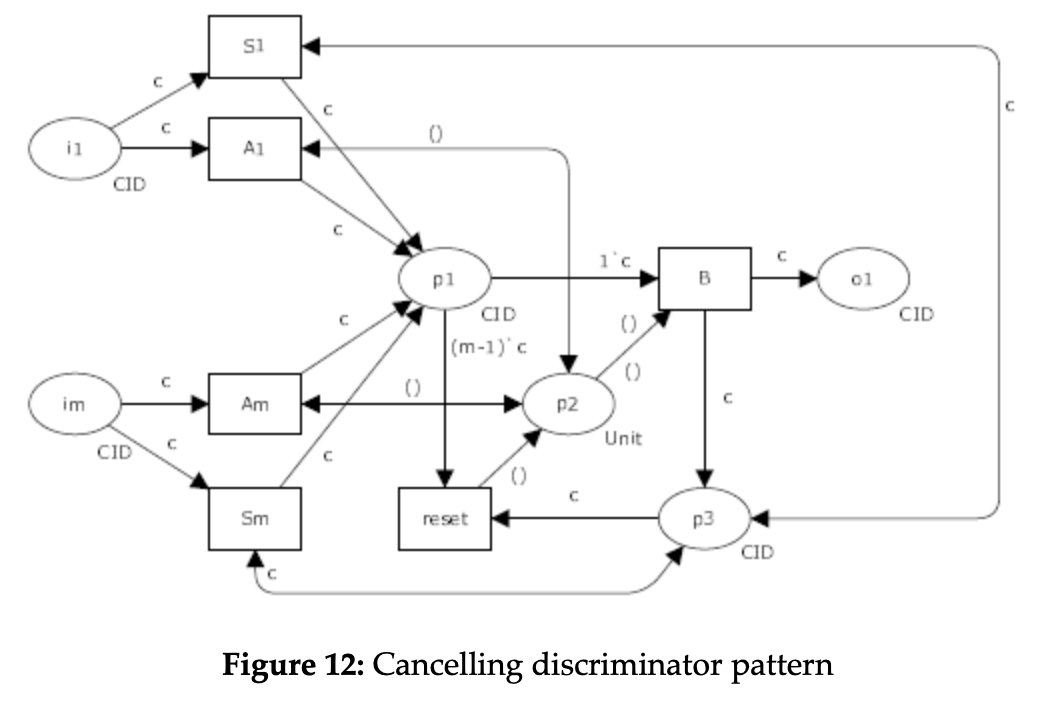 S1
c
c
c
c
()
i1
A1
CID
c
1`c
c
p1
B
o1
CID
CID
()
c
(m-1)`c
()
c
()
c
im
Am
p2
CID
c
Unit
c
()
c
Sm
reset
p3
CID
c
Figure 12: Cancelling discriminator pattern